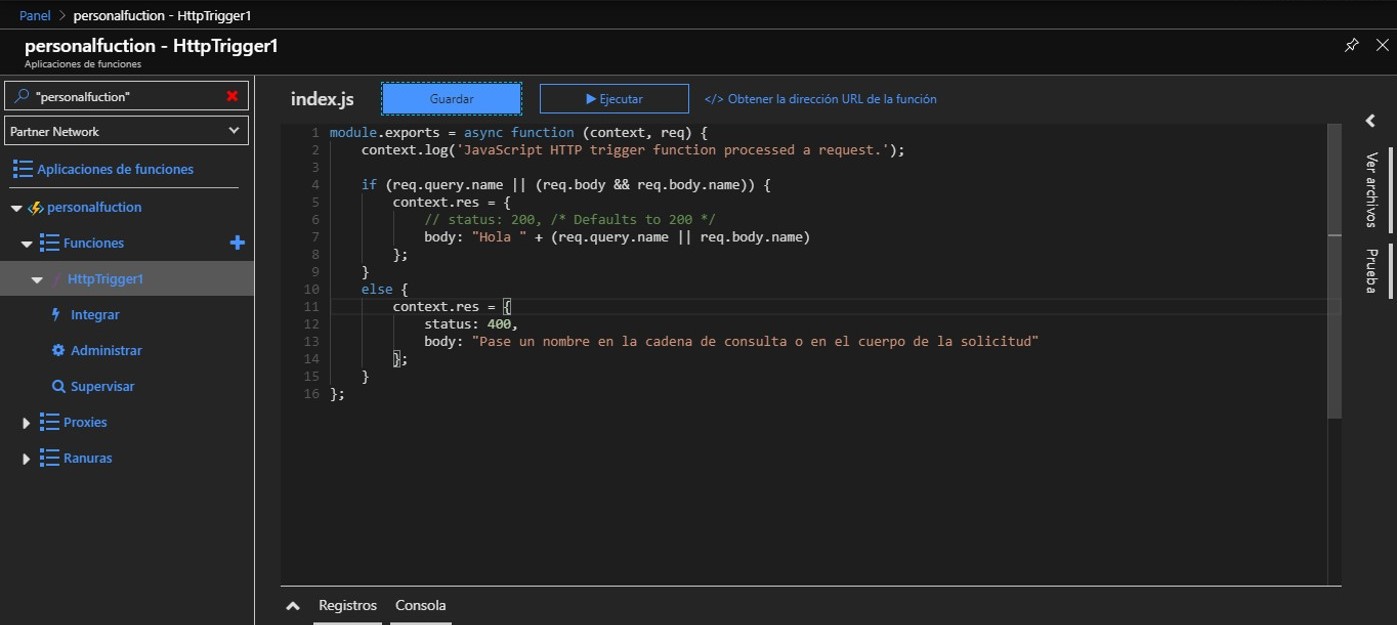 Panel > personalfuction - HttpTrigger1
personalfuction - HttpTrigger1
Aplicaciones de funciones
"personalfuction"
Partner Network
Aplicaciones de funciones
personalfuction
Funciones
HttpTrigger1
Integrar
Administrar
Supervisar
Proxies
Ranuras
index.js Guardar Ejecutar </> Obtener la dirección URL de la función
1 module.exports = async function (context, req) {
2     context.log('JavaScript HTTP trigger function processed a request.');
3
4     if (req.query.name || (req.body && req.body.name)) {
5         context.res = {
6             // status: 200, /* Defaults to 200 */
7             body: "Hola " + (req.query.name || req.body.name)
8         };
9     }
10     else {
11         context.res = {
12             status: 400,
13             body: "Pase un nombre en la cadena de consulta o en el cuerpo de la solicitud"
14         };
15     }
16 };
Ver archivos
Prueba
Registros Consola